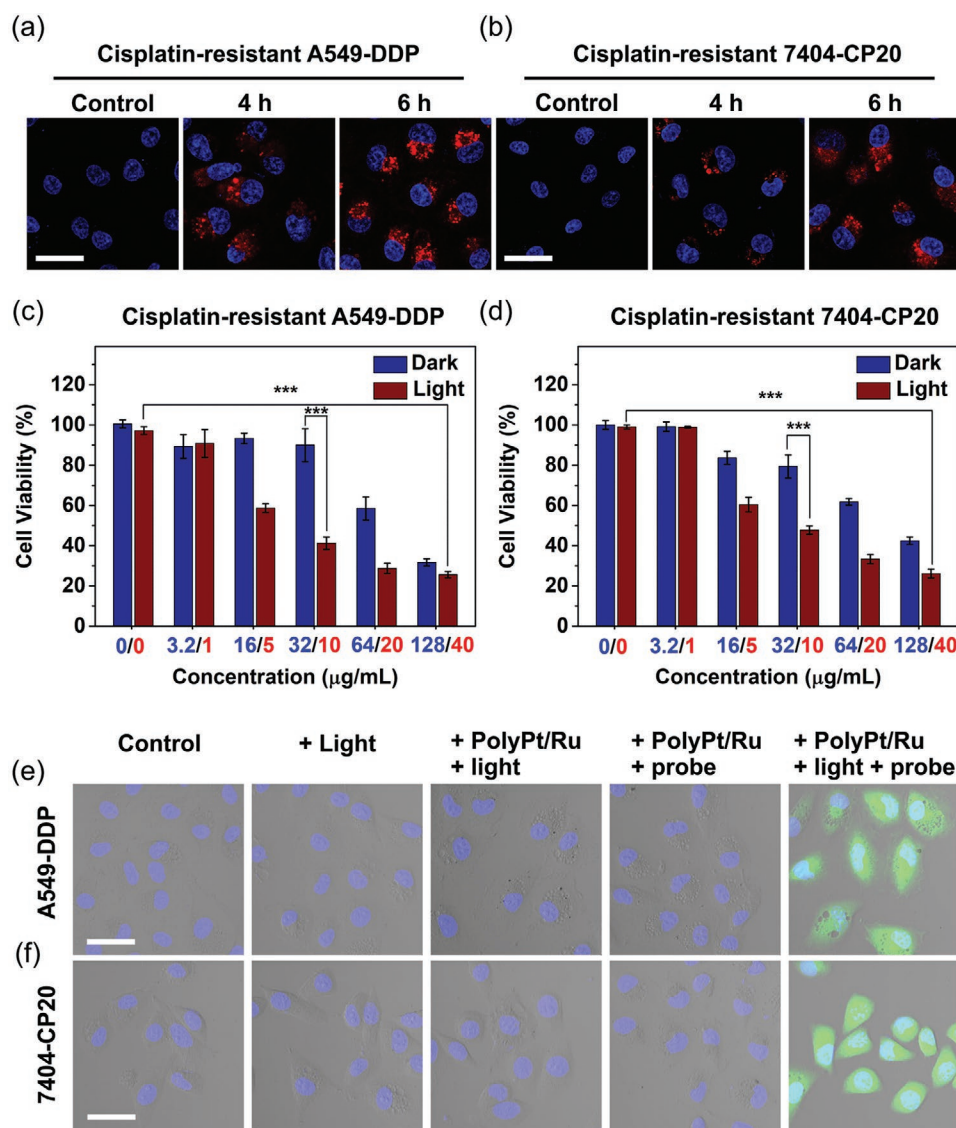 (a)
Cisplatin-resistant A549-DDP
Control 4 h 6 h
(b)
Cisplatin-resistant 7404-CP20
Control 4 h 6 h
(c)
Cisplatin-resistant A549-DDP
Dark
Light
***
***
Cell Viability (%)
120
100
80
60
40
20
0
0/0 3.2/1 16/5 32/10 64/20 128/40
Concentration (μg/mL)
(d)
Cisplatin-resistant 7404-CP20
Dark
Light
***
***
Cell Viability (%)
120
100
80
60
40
20
0
0/0 3.2/1 16/5 32/10 64/20 128/40
Concentration (μg/mL)
Control
+ Light
+ PolyPt/Ru
+ light
+ PolyPt/Ru
+ probe
+ PolyPt/Ru
+ light + probe
(e)
A549-DDP
(f)
7404-CP20